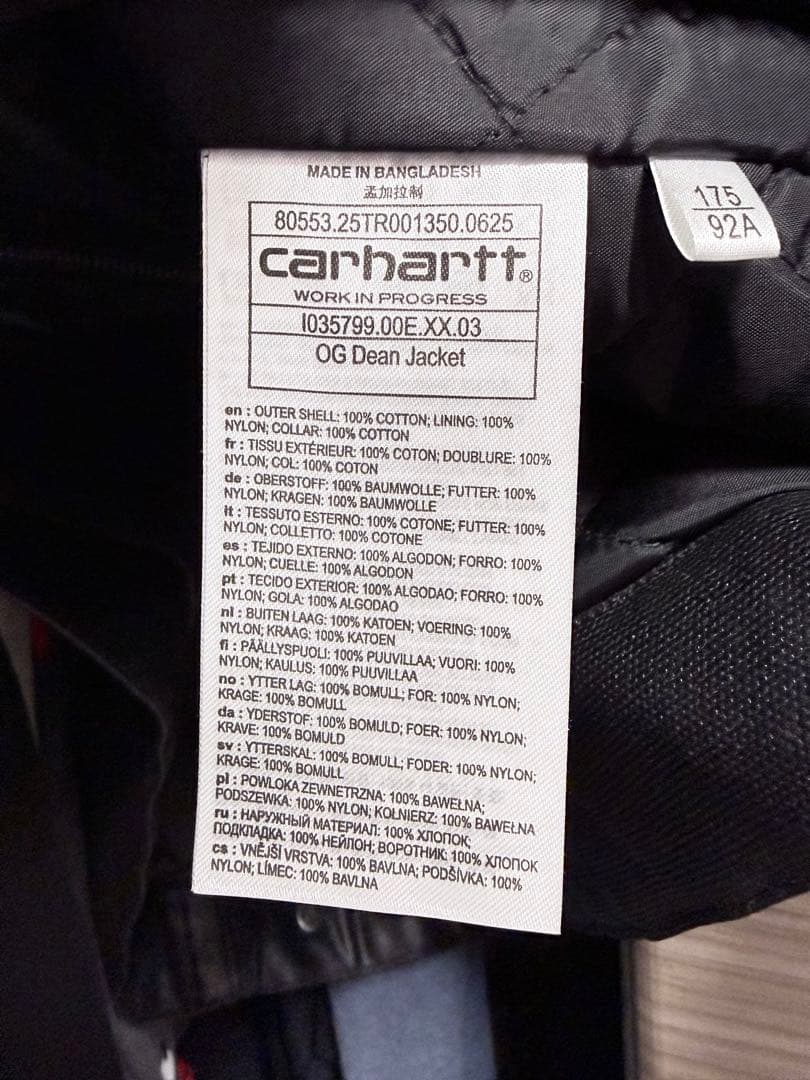 MADE IN BANGLADESH
孟加拉制
80553.25TR001350.0625
carhartt®
WORK IN PROGRESS
I035799.00E.XX.03
OG Dean Jacket
en : OUTER SHELL: 100% COTTON; LINING: 100%
NYLON; COLLAR: 100% COTTON
fr : TISSU EXTÉRIEUR: 100% COTON; DOUBLURE: 100%
NYLON; COL: 100% COTON
de : OBERSTOFF: 100% BAUMWOLLE; FUTTER: 100%
NYLON; KRAGEN: 100% BAUMWOLLE
it : TESSUTO ESTERNO: 100% COTONE; FUTTER: 100%
NYLON; COLLETTO: 100% COTONE
es : TEJIDO EXTERNO: 100% ALGODON; FORRO: 100%
NYLON; CUELLE: 100% ALGODON
pt : TECIDO EXTERIOR: 100% ALGODAO; FORRO: 100%
NYLON; GOLA: 100% ALGODAO
nl : BUITEN LAAG: 100% KATOEN; VOERING: 100%
NYLON; KRAAG: 100% KATOEN
fi : PÄÄLLYSPUOLI: 100% PUUVILLAA; VUORI: 100%
NYLON; KAULUS: 100% PUUVILLAA
no : YTTER LAG: 100% BOMULL; FOR: 100% NYLON;
KRAGE: 100% BOMULL
da : YDERSTOF: 100% BOMULD; FOER: 100% NYLON;
KRAVE: 100% BOMULD
sv : YTTERSKAL: 100% BOMULL; FODER: 100% NYLON;
KRAGE: 100% BOMULL
pl : POWLOKA ZEWNETRZNA: 100% BAWEŁNA;
PODSZEWKA: 100% NYLON; KOLNIERZ: 100% BAWEŁNA
ru : НАРУЖНЫЙ МАТЕРИАЛ: 100% ХЛОПОК;
ПОДКЛАДКА: 100% НЕЙЛОН; ВОРОТНИК: 100% ХЛОПОК
cs : VNĚJŠÍ VRSTVA: 100% BAVLNA; PODŠÍVKA: 100%
NYLON; LÍMEC: 100% BAVLNA
175
92A